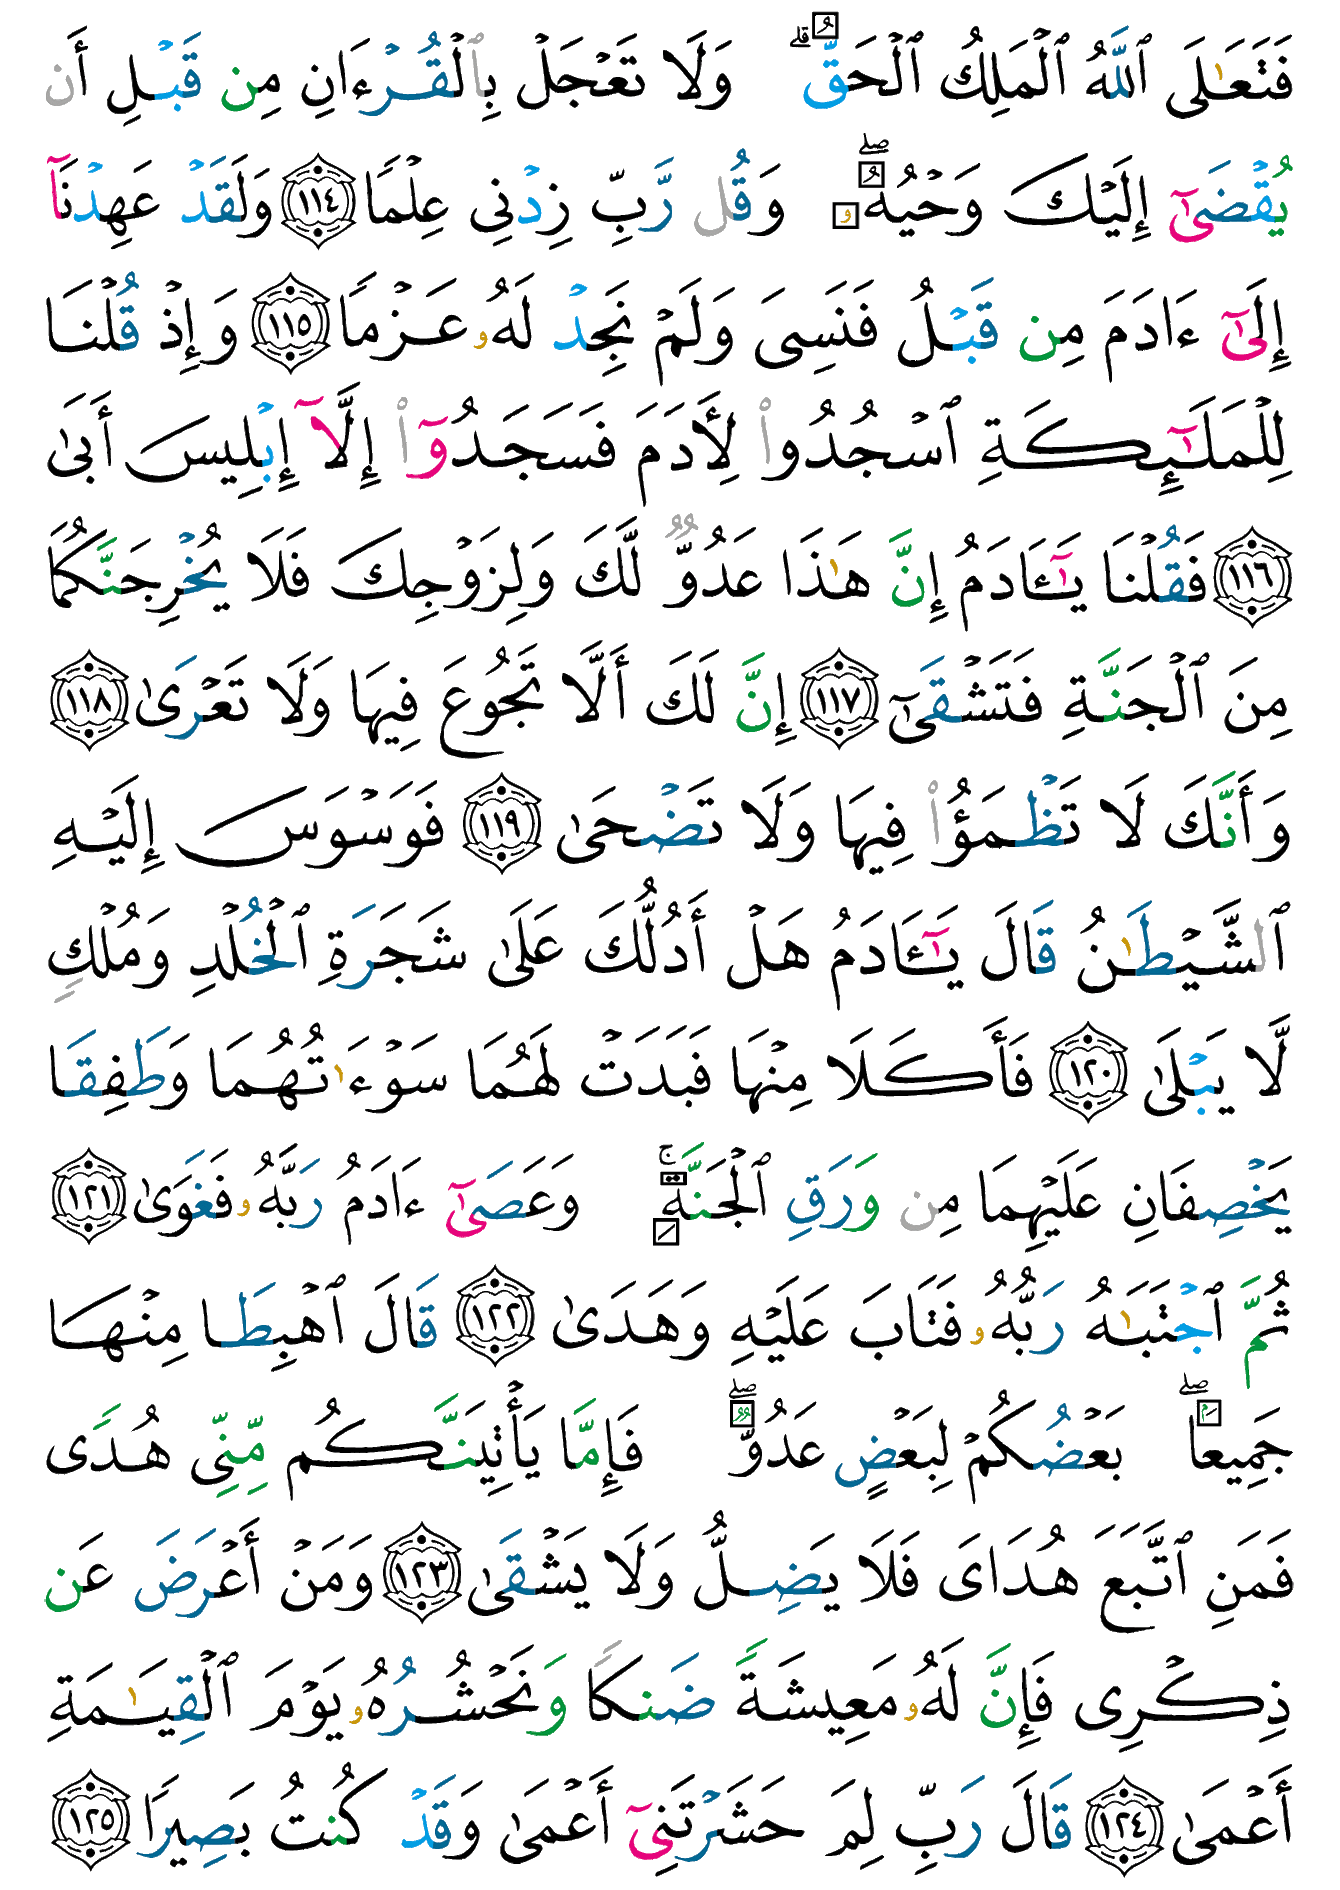 فَتَعَٰلَى ٱللَّهُ ٱلْمَلِكُ ٱلْحَقُّ ۗ وَلَا تَعْجَلْ بِٱلْقُرْءَانِ مِن قَبْلِ أَن
يُقْضَىٰٓ إِلَيْكَ وَحْيُهُۥ ۖ وَقُل رَّبِّ زِدْنِى عِلْمًا ١١٤ وَلَقَدْ عَهِدْنَآ
إِلَىٰٓ ءَادَمَ مِن قَبْلُ فَنَسِىَ وَلَمْ نَجِدْ لَهُۥ عَزْمًا ١١٥ وَإِذْ قُلْنَا
لِلْمَلَٰٓئِكَةِ ٱسْجُدُوا۟ لِأَدَمَ فَسَجَدُوٓا۟ إِلَّآ إِبْلِيسَ أَبَىٰ
١١٦ فَقُلْنَا يَٰٓـَٔادَمُ إِنَّ هَٰذَا عَدُوٌّ لَّكَ وَلِزَوْجِكَ فَلَا يُخْرِجَنَّكُمَا
مِنَ ٱلْجَنَّةِ فَتَشْقَىٰٓ ١١٧ إِنَّ لَكَ أَلَّا تَجُوعَ فِيهَا وَلَا تَعْرَىٰ ١١٨
وَأَنَّكَ لَا تَظْمَؤُا۟ فِيهَا وَلَا تَضْحَىٰ ١١٩ فَوَسْوَسَ إِلَيْهِ
ٱلشَّيْطَٰنُ قَالَ يَٰٓـَٔادَمُ هَلْ أَدُلُّكَ عَلَىٰ شَجَرَةِ ٱلْخُلْدِ وَمُلْكٍ
لَّا يَبْلَىٰ ١٢٠ فَأَكَلَا مِنْهَا فَبَدَتْ لَهُمَا سَوْءَٰتُهُمَا وَطَفِقَا
يَخْصِفَانِ عَلَيْهِمَا مِن وَرَقِ ٱلْجَنَّةِ ۚ وَعَصَىٰٓ ءَادَمُ رَبَّهُۥ فَغَوَىٰ ١٢١
ثُمَّ ٱجْتَبَٰهُ رَبُّهُۥ فَتَابَ عَلَيْهِ وَهَدَىٰ ١٢٢ قَالَ ٱهْبِطَا مِنْهَا
جَمِيعًۢا ۖ بَعْضُكُمْ لِبَعْضٍ عَدُوٌّ ۖ فَإِمَّا يَأْتِيَنَّكُم مِّنِّى هُدًى
فَمَنِ ٱتَّبَعَ هُدَاىَ فَلَا يَضِلُّ وَلَا يَشْقَىٰ ١٢٣ وَمَنْ أَعْرَضَ عَن
ذِكْرِى فَإِنَّ لَهُۥ مَعِيشَةً ضَنكًا وَنَحْشُرُهُۥ يَوْمَ ٱلْقِيَٰمَةِ
أَعْمَىٰ ١٢٤ قَالَ رَبِّ لِمَ حَشَرْتَنِىٓ أَعْمَىٰ وَقَدْ كُنتُ بَصِيرًا ١٢٥